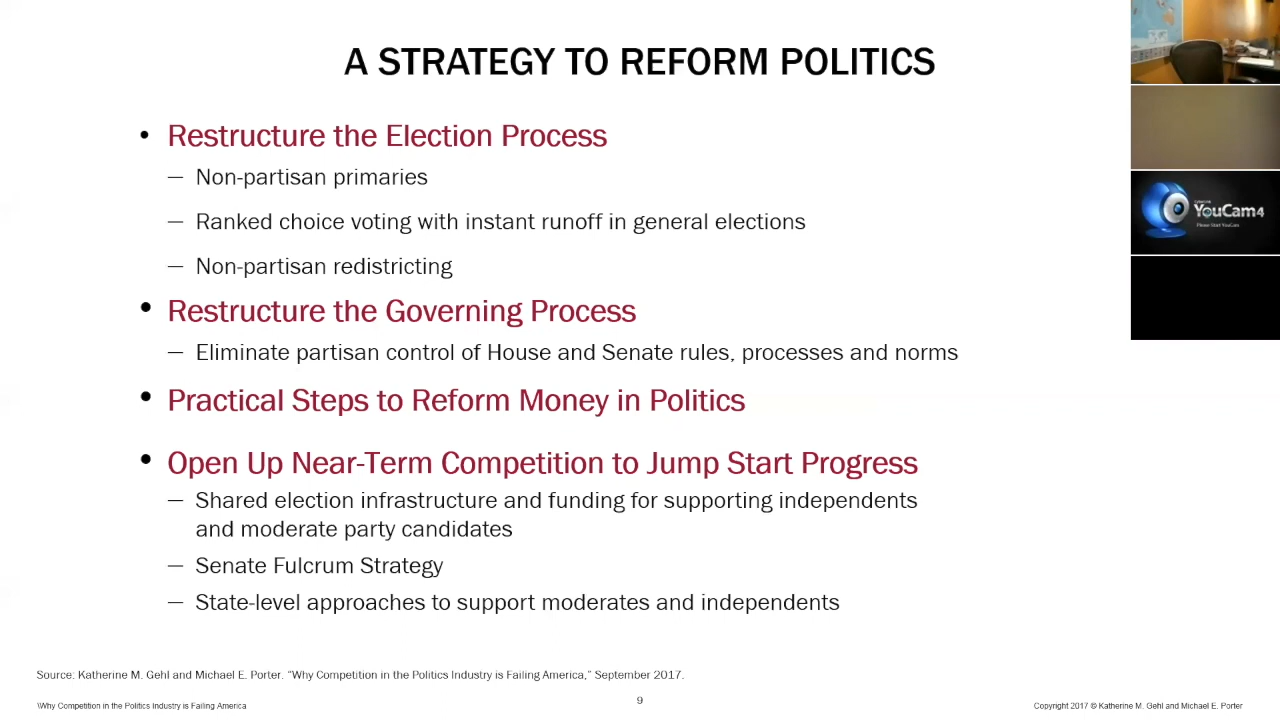 A STRATEGY TO REFORM POLITICS
• Restructure the Election Process
— Non-partisan primaries
— Ranked choice voting with instant runoff in general elections
— Non-partisan redistricting
• Restructure the Governing Process
— Eliminate partisan control of House and Senate rules, processes and norms
• Practical Steps to Reform Money in Politics
• Open Up Near-Term Competition to Jump Start Progress
— Shared election infrastructure and funding for supporting independents
and moderate party candidates
— Senate Fulcrum Strategy
— State-level approaches to support moderates and independents
Source: Katherine M. Gehl and Michael E. Porter. “Why Competition in the Politics Industry is Failing America,” September 2017.
\Why Competition in the Politics Industry is Failing America
9
Copyright 2017 © Katherine M. Gehl and Michael E. Porter
CyberLink
YouCam4
Please Start YouCam